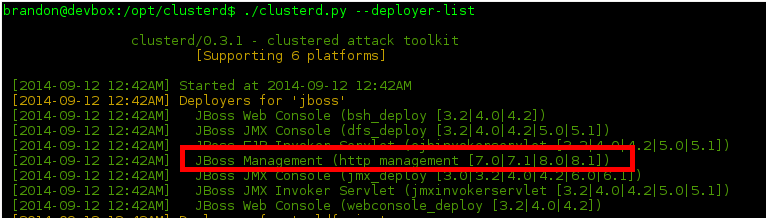 brandon@devbox:/opt/clusterd$ ./clusterd.py --deployer-list
clusterd/0.3.1 - clustered attack toolkit
[Supporting 6 platforms]
[2014-09-12 12:42AM] Started at 2014-09-12 12:42AM
[2014-09-12 12:42AM] Deployers for 'jboss'
[2014-09-12 12:42AM] JBoss Web Console (bsh_deploy [3.2|4.0|4.2])
[2014-09-12 12:42AM] JBoss JMX Console (dfs_deploy [3.2|4.0|4.2|5.0|5.1])
[2014-09-12 12:42AM] JBoss EJB Invoker Servlet (ejbinvokerservlet [3.2|4.0|4.2|5.0|5.1])
[2014-09-12 12:42AM] JBoss Management (http_management [7.0|7.1|8.0|8.1])
[2014-09-12 12:42AM] JBoss JMX Console (jmx_deploy [3.0|3.2|4.0|4.2|6.0|6.1])
[2014-09-12 12:42AM] JBoss JMX Invoker Servlet (jmxinvokerservlet [3.2|4.0|4.2|5.0|5.1])
[2014-09-12 12:42AM] JBoss Web Console (webconsole_deploy [3.2|4.0|4.2])